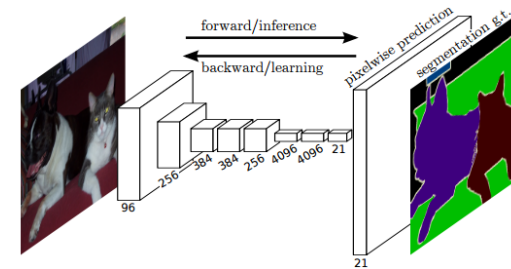 forward/inference
backward/learning
pixelwise prediction
segmentation g.t.
96
256
384
384
256
4096
4096
21
21